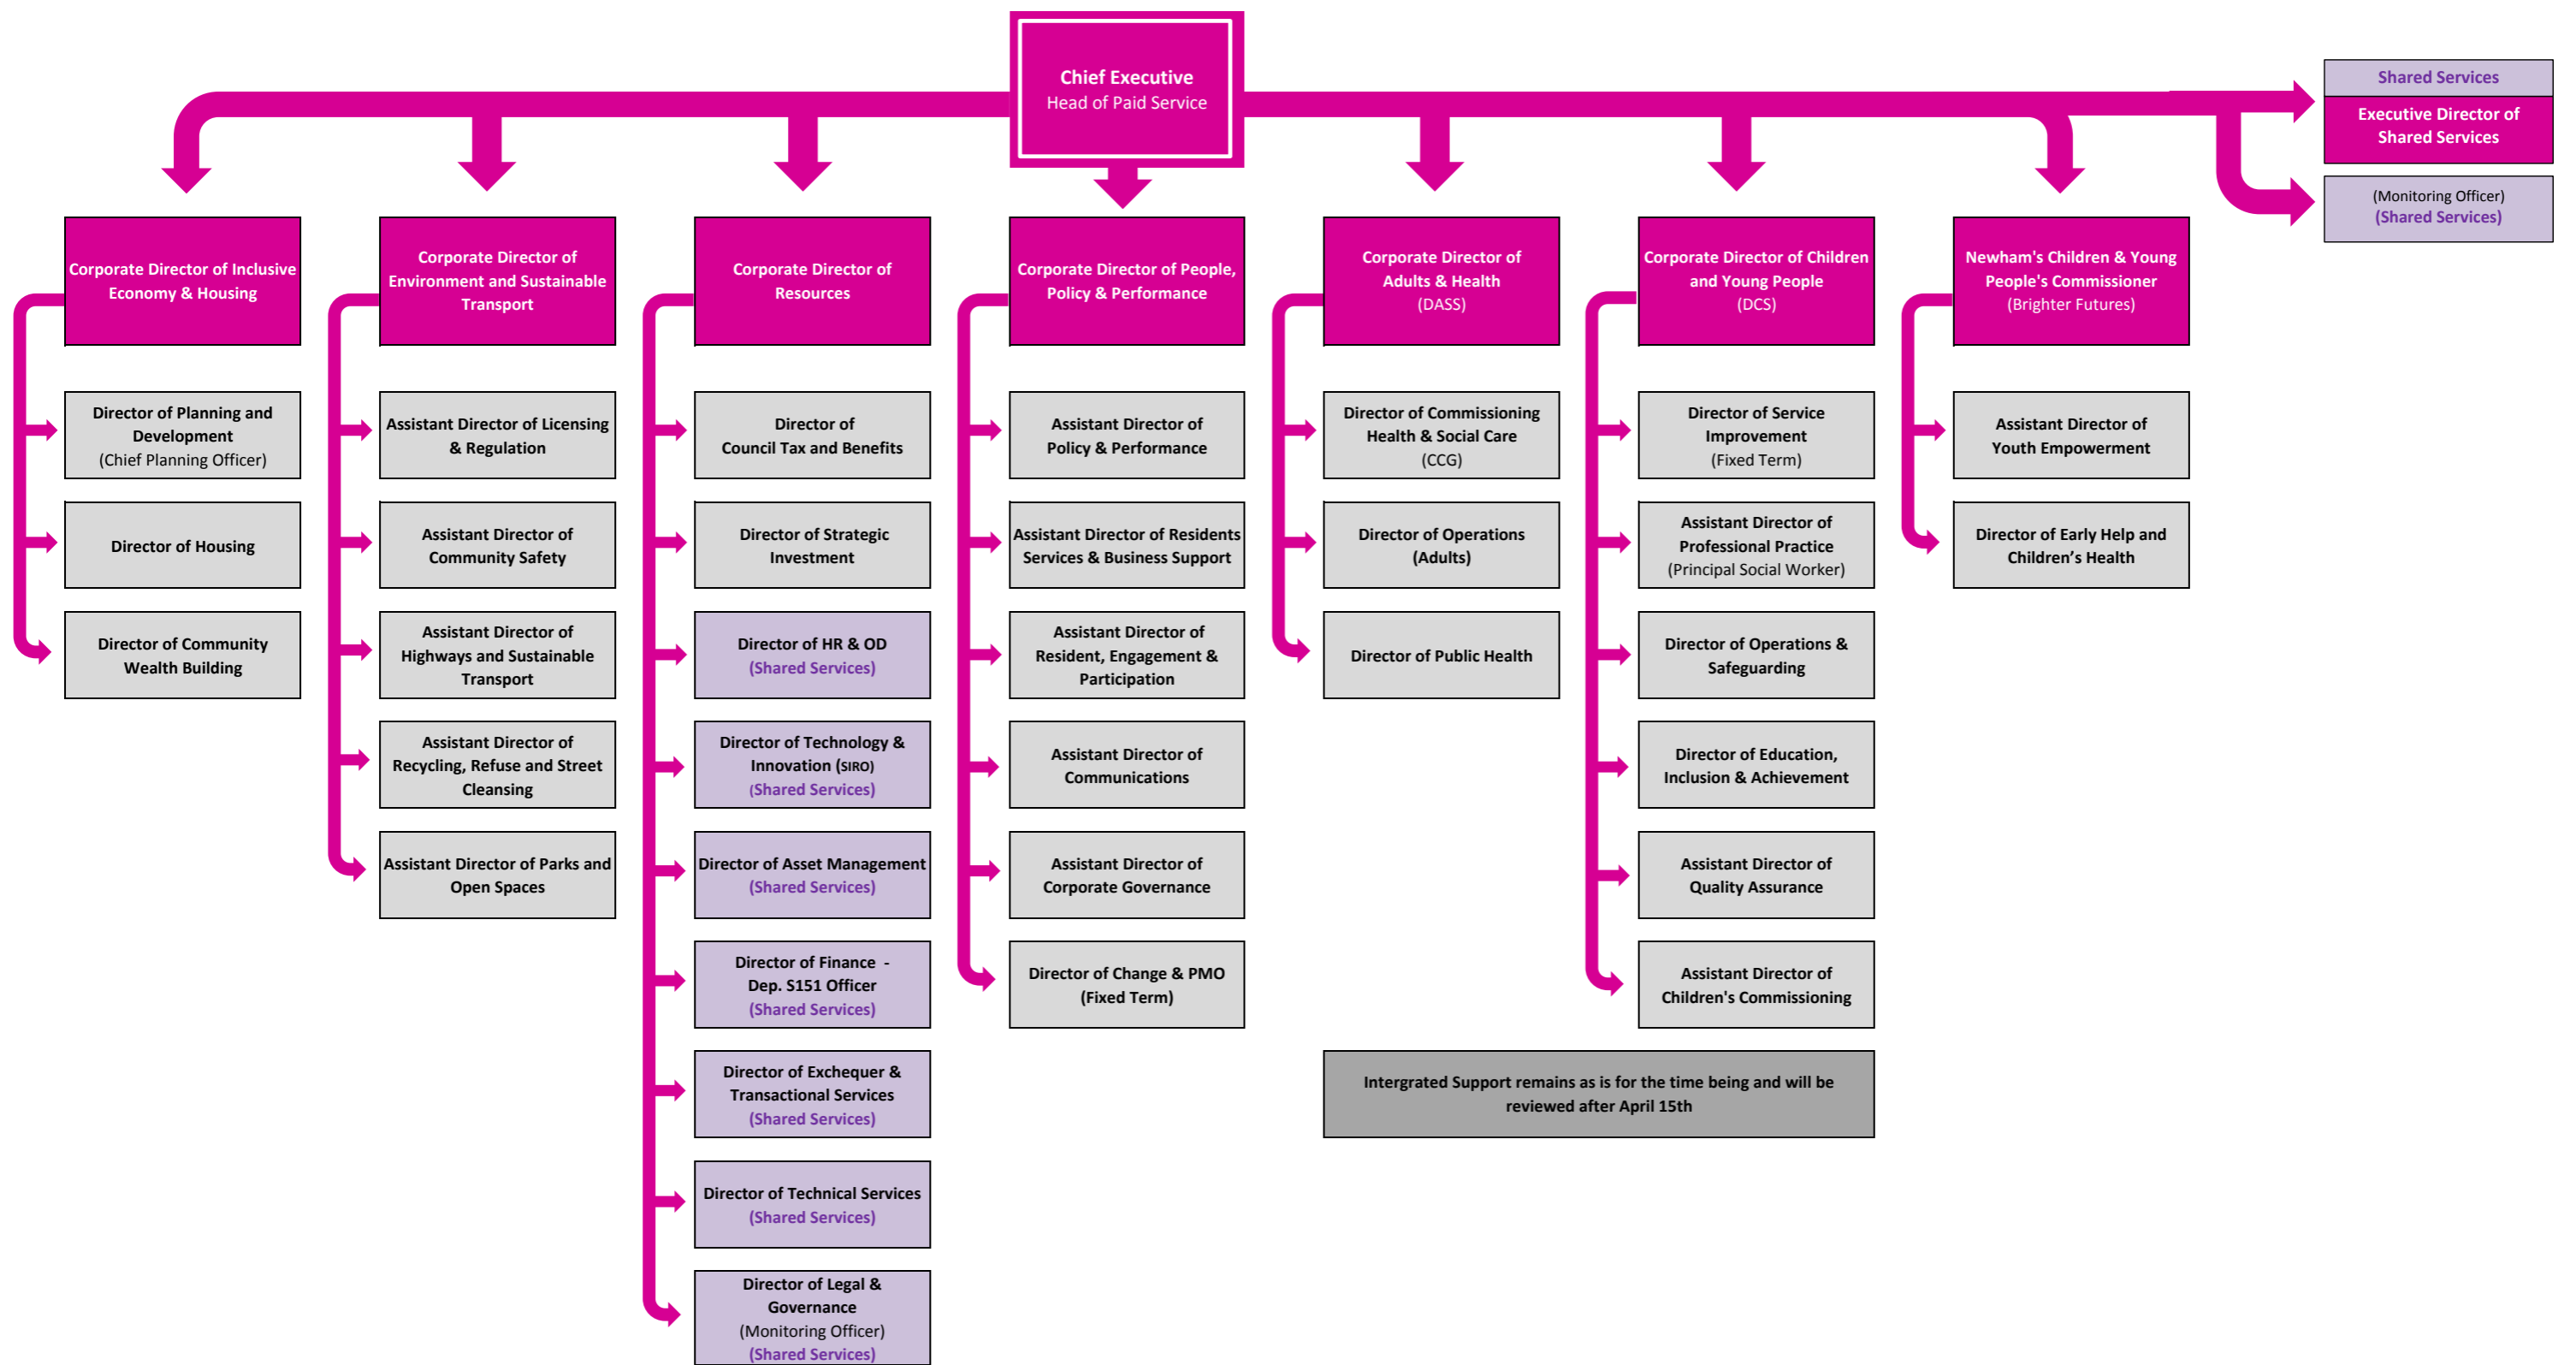 Chief Executive
Head of Paid Service
Shared Services
Executive Director of
Shared Services
(Monitoring Officer)
(Shared Services)
Corporate Director of Inclusive
Economy & Housing
Director of Planning and
Development
(Chief Planning Officer)
Director of Housing
Director of Community
Wealth Building
Corporate Director of
Environment and Sustainable
Transport
Assistant Director of Licensing
& Regulation
Assistant Director of
Community Safety
Assistant Director of
Highways and Sustainable
Transport
Assistant Director of
Recycling, Refuse and Street
Cleansing
Assistant Director of Parks and
Open Spaces
Corporate Director of
Resources
Director of
Council Tax and Benefits
Director of Strategic
Investment
Director of HR & OD
(Shared Services)
Director of Technology &
Innovation (SIRO)
(Shared Services)
Director of Asset Management
(Shared Services)
Director of Finance -
Dep. S151 Officer
(Shared Services)
Director of Exchequer &
Transactional Services
(Shared Services)
Director of Technical Services
(Shared Services)
Director of Legal &
Governance
(Monitoring Officer)
(Shared Services)
Corporate Director of People,
Policy & Performance
Assistant Director of
Policy & Performance
Assistant Director of Residents
Services & Business Support
Assistant Director of
Resident, Engagement &
Participation
Assistant Director of
Communications
Assistant Director of
Corporate Governance
Director of Change & PMO
(Fixed Term)
Corporate Director of
Adults & Health
(DASS)
Director of Commissioning
Health & Social Care
(CCG)
Director of Operations
(Adults)
Director of Public Health
Corporate Director of Children
and Young People
(DCS)
Director of Service
Improvement
(Fixed Term)
Assistant Director of
Professional Practice
(Principal Social Worker)
Director of Operations &
Safeguarding
Director of Education,
Inclusion & Achievement
Assistant Director of
Quality Assurance
Assistant Director of
Children's Commissioning
Intergrated Support remains as is for the time being and will be
reviewed after April 15th
Newham's Children & Young
People's Commissioner
(Brighter Futures)
Assistant Director of
Youth Empowerment
Director of Early Help and
Children’s Health